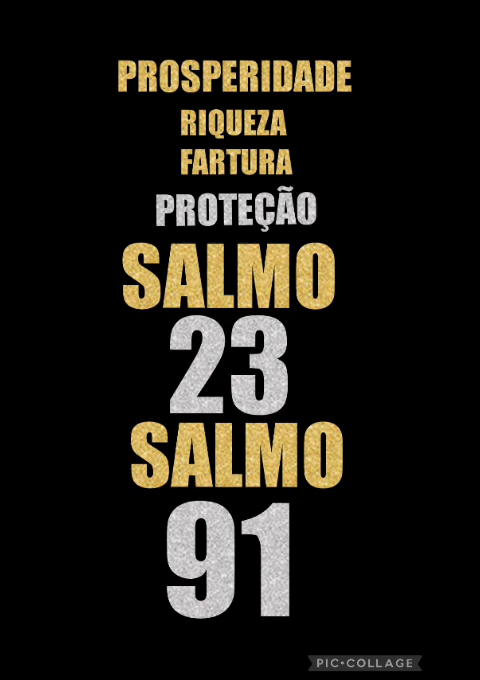 PROSPERIDADE
RIQUEZA
FARTURA
PROTEÇÃO
SALMO
23
SALMO
91
PIC•COLLAGE